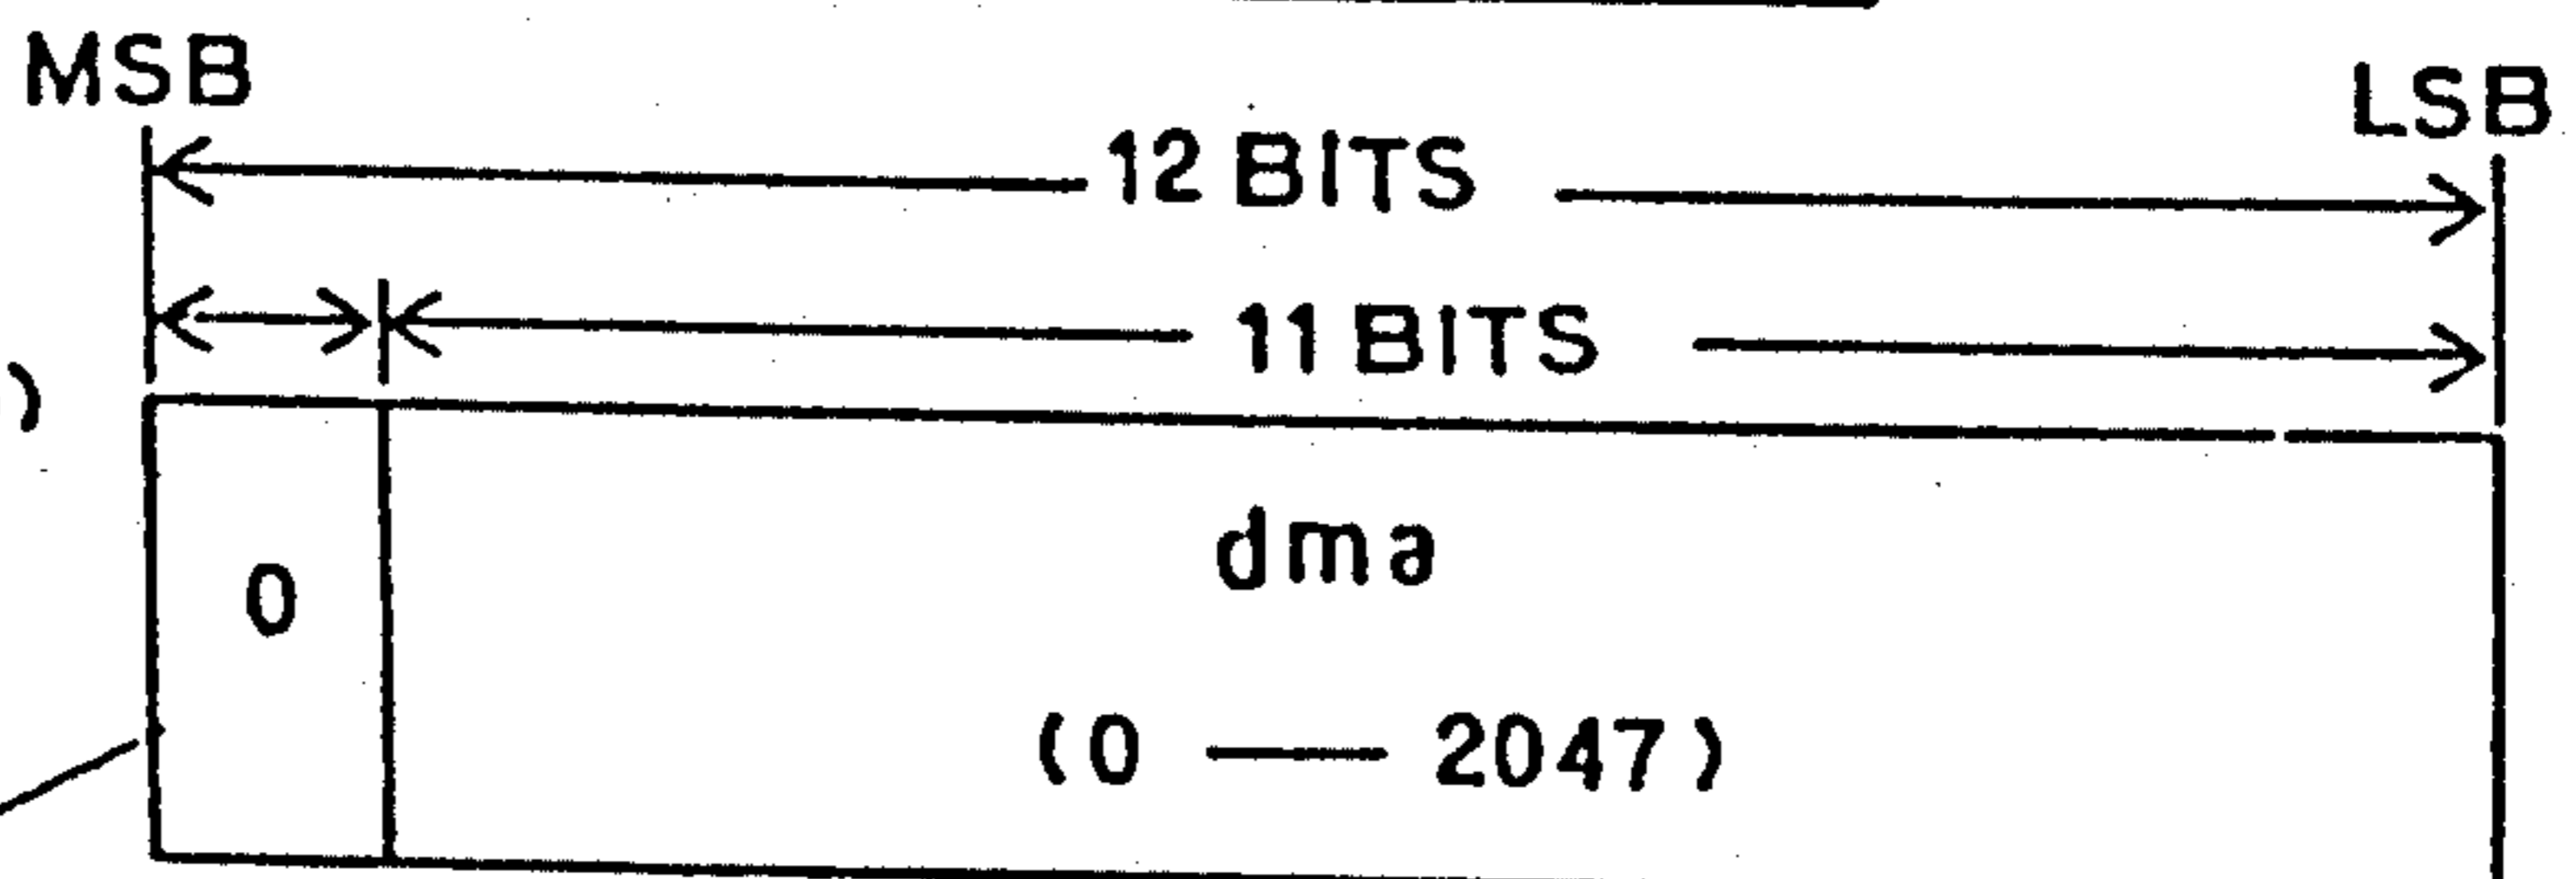 MSB
LSB
12 BITS
11 BITS
)
0
dma
(0 — 2047)